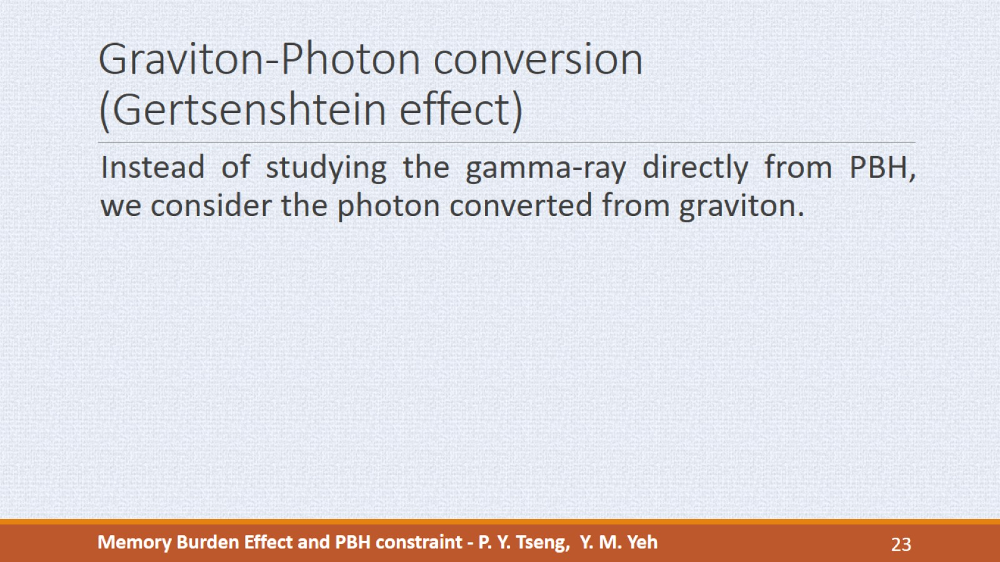 Graviton-Photon conversion
(Gertsenshtein effect)
Instead of studying the gamma-ray directly from PBH,
we consider the photon converted from graviton.
Memory Burden Effect and PBH constraint - P. Y. Tseng, Y. M. Yeh
23